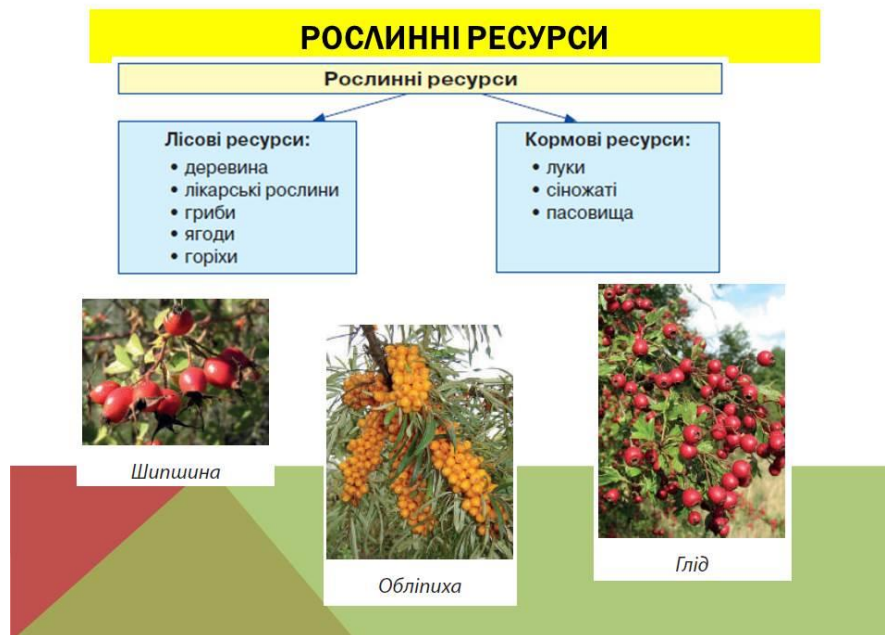 РОСЛИННІ РЕСУРСИ
Рослинні ресурси
Лісові ресурси:
• деревина
• лікарські рослини
• гриби
• ягоди
• горіхи
Кормові ресурси:
• луки
• сіножаті
• пасовища
Шипшина
Обліпиха
Глід